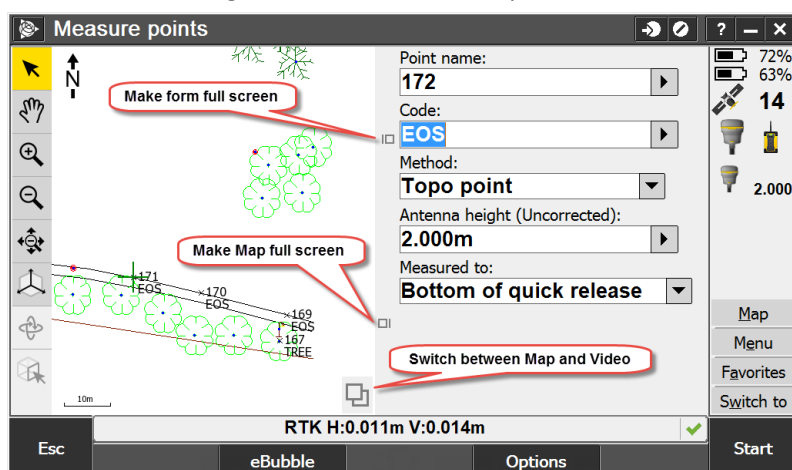 Measure points
?
72%
63%
14
2.000
N
Make form full screen
Point name:
172
Code:
EOS
Method:
Topo point
Antenna height (Uncorrected):
2.000m
Measured to:
Bottom of quick release
Make Map full screen
171
EOS
170
EOS
169
EOS
167
TREE
10m
Switch between Map and Video
Map
Menu
Favorites
Switch to
RTK H:0.011m V:0.014m
Esc
eBubble
Options
Start